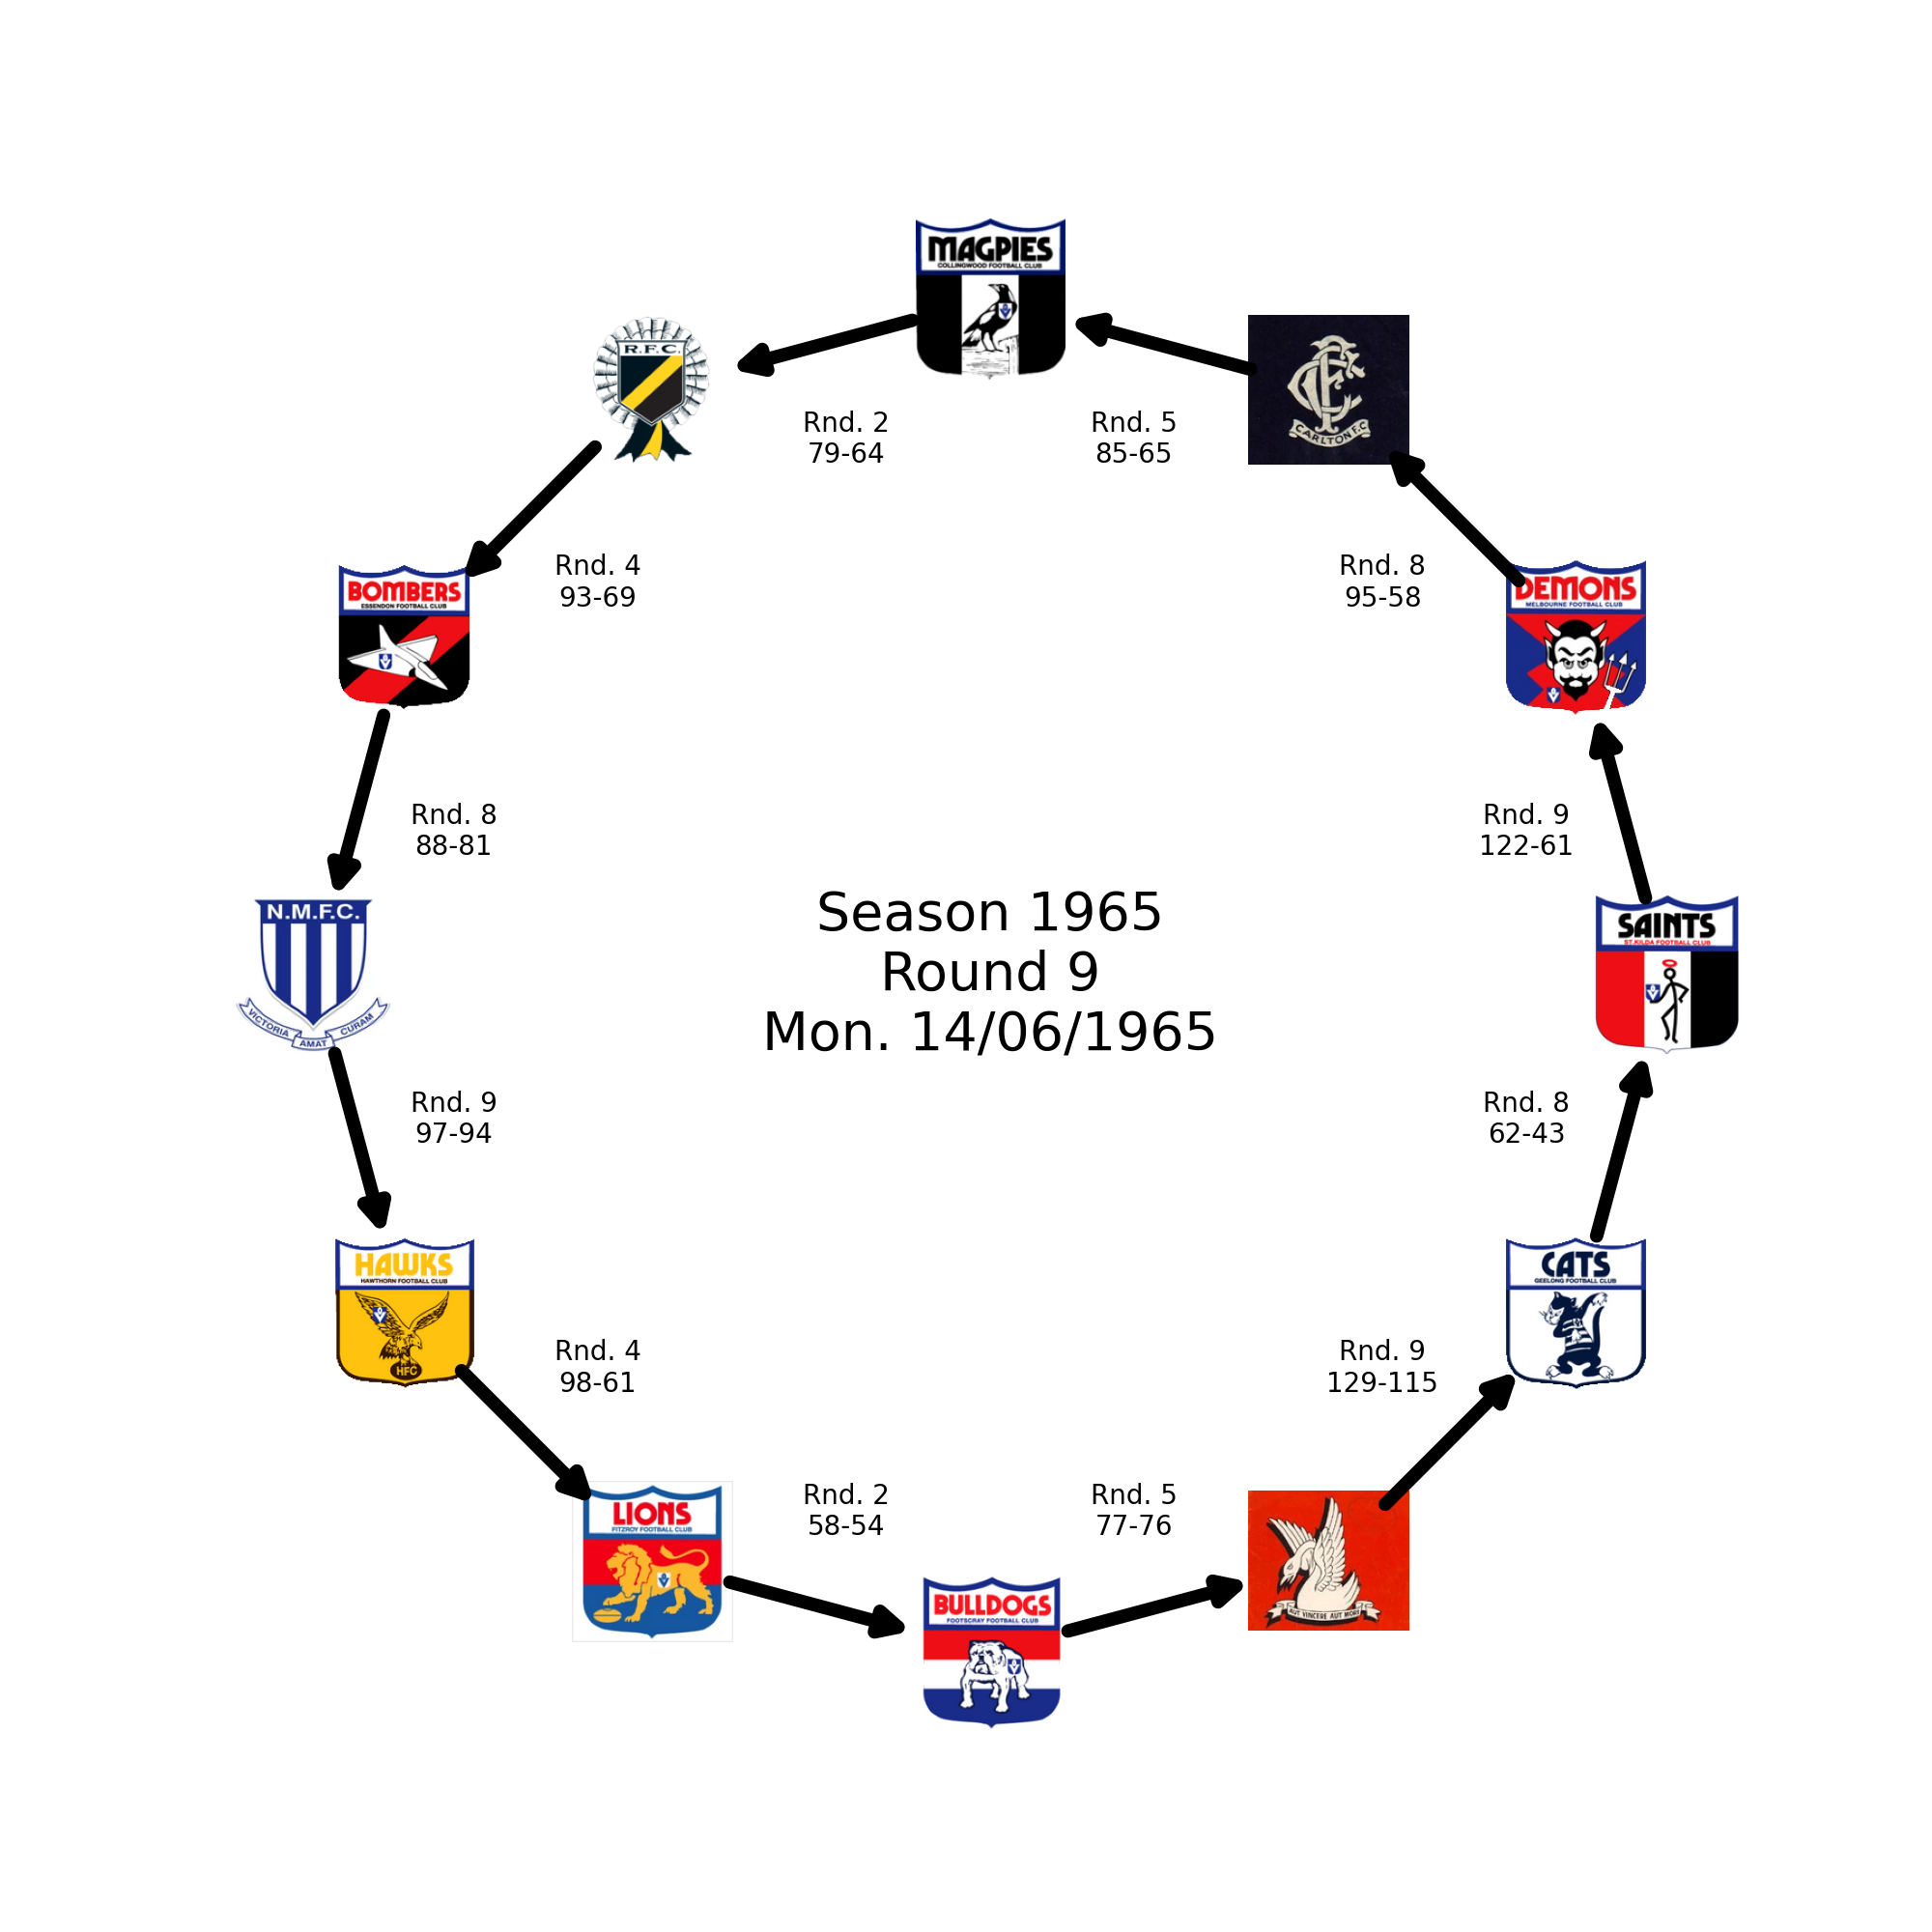 MAGPIES
COLLINGWOOD FOOTBALL CLUB
R.F.C.
CARLTON F.C
Rnd. 2
79-64
Rnd. 5
85-65
BOMBERS
ESSENDON FOOTBALL CLUB
Rnd. 4
93-69
Rnd. 8
95-58
DEMONS
MELBOURNE FOOTBALL CLUB
Rnd. 8
88-81
Rnd. 9
122-61
N.M.F.C.
VICTORIA AMAT CURAM
Season 1965
Round 9
Mon. 14/06/1965
SAINTS
ST.KILDA FOOTBALL CLUB
Rnd. 9
97-94
Rnd. 8
62-43
HAWKS
HAWTHORN FOOTBALL CLUB
HFC
CATS
GEELONG FOOTBALL CLUB
Rnd. 4
98-61
Rnd. 9
129-115
LIONS
FITZROY FOOTBALL CLUB
Rnd. 2
58-54
Rnd. 5
77-76
BULLDOGS
FOOTSCRAY FOOTBALL CLUB
AUT VINCERE AUT MORI